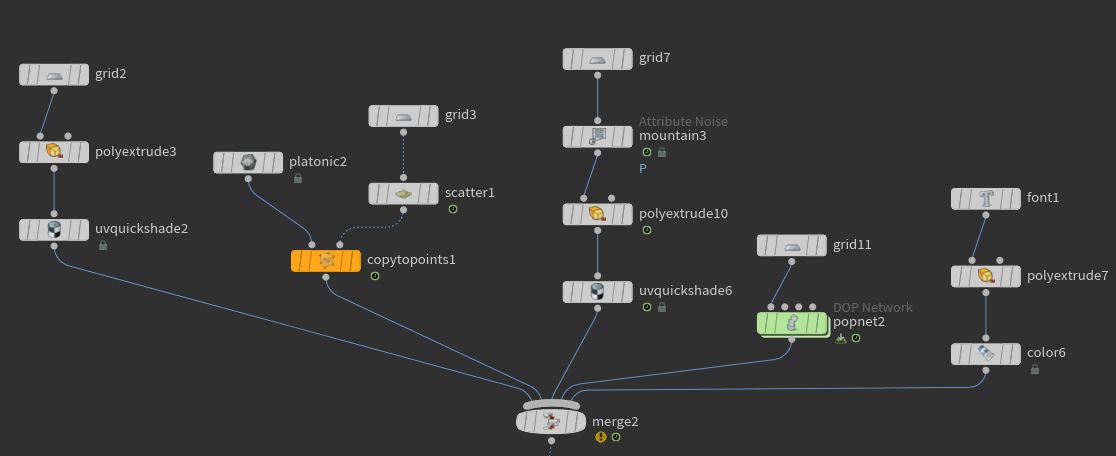 grid7
grid2
grid3
Attribute Noise
mountain3
P
polyextrude3
platonic2
scatter1
font1
polyextrude10
uvquickshade2
grid11
copytopoints1
polyextrude7
uvquickshade6
DOP Network
popnet2
color6
merge2